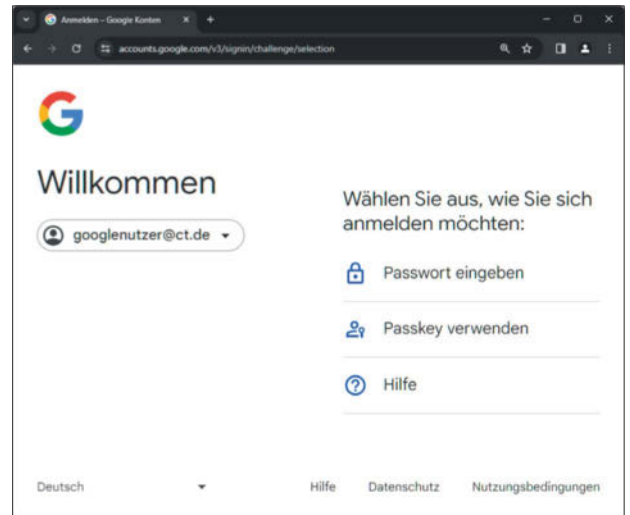 Anmelden – Google Konten
accounts.google.com/v3/signin/challenge/selection
Willkommen
googlenutzer@ct.de
Wählen Sie aus, wie Sie sich
anmelden möchten:
Passwort eingeben
Passkey verwenden
Hilfe
Deutsch
Hilfe Datenschutz Nutzungsbedingungen